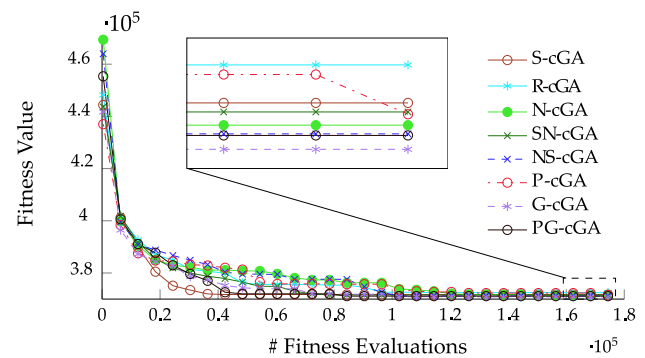 ·10⁵
4.6
4.4
4.2
4
3.8
Fitness Value
S-cGA
R-cGA
N-cGA
SN-cGA
NS-cGA
P-cGA
G-cGA
PG-cGA
0 0.2 0.4 0.6 0.8 1 1.2 1.4 1.6 1.8
# Fitness Evaluations
·10⁵